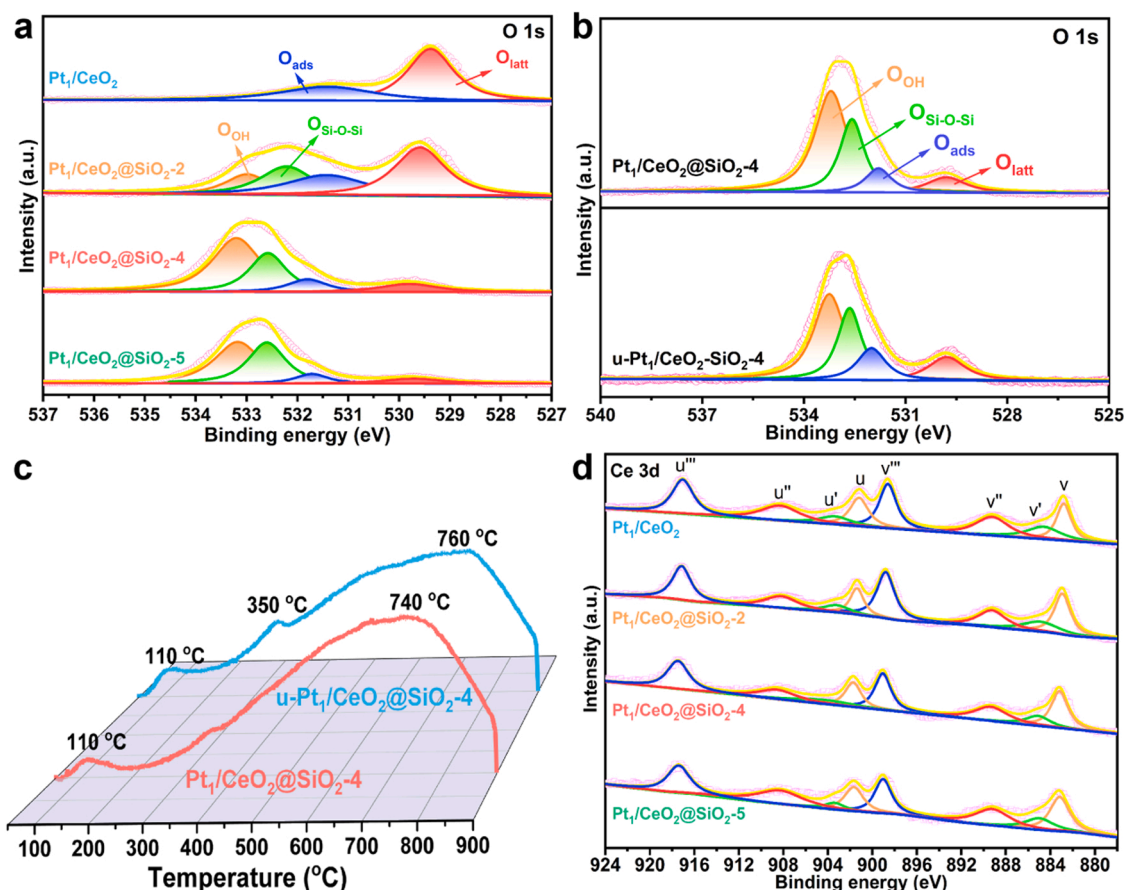 a
O 1s
Pt₁/CeO₂
Oads
Olatt
Pt₁/CeO₂@SiO₂-2
OOH
OSi-O-Si
Pt₁/CeO₂@SiO₂-4
Pt₁/CeO₂@SiO₂-5
Intensity (a.u.)
537 536 535 534 533 532 531 530 529 528 527
Binding energy (eV)
b
O 1s
OOH
OSi-O-Si
Oads
Olatt
Pt₁/CeO₂@SiO₂-4
u-Pt₁/CeO₂-SiO₂-4
Intensity (a.u.)
540 537 534 531 528 525
Binding energy (eV)
c
760 °C
350 °C
740 °C
110 °C
u-Pt₁/CeO₂@SiO₂-4
110 °C
Pt₁/CeO₂@SiO₂-4
100 200 300 400 500 600 700 800 900
Temperature (°C)
d
Ce 3d
u''' u'' u' u v''' v'' v' v
Pt₁/CeO₂
Pt₁/CeO₂@SiO₂-2
Pt₁/CeO₂@SiO₂-4
Pt₁/CeO₂@SiO₂-5
Intensity (a.u.)
924 920 916 912 908 904 900 896 892 888 884 880
Binding energy (eV)